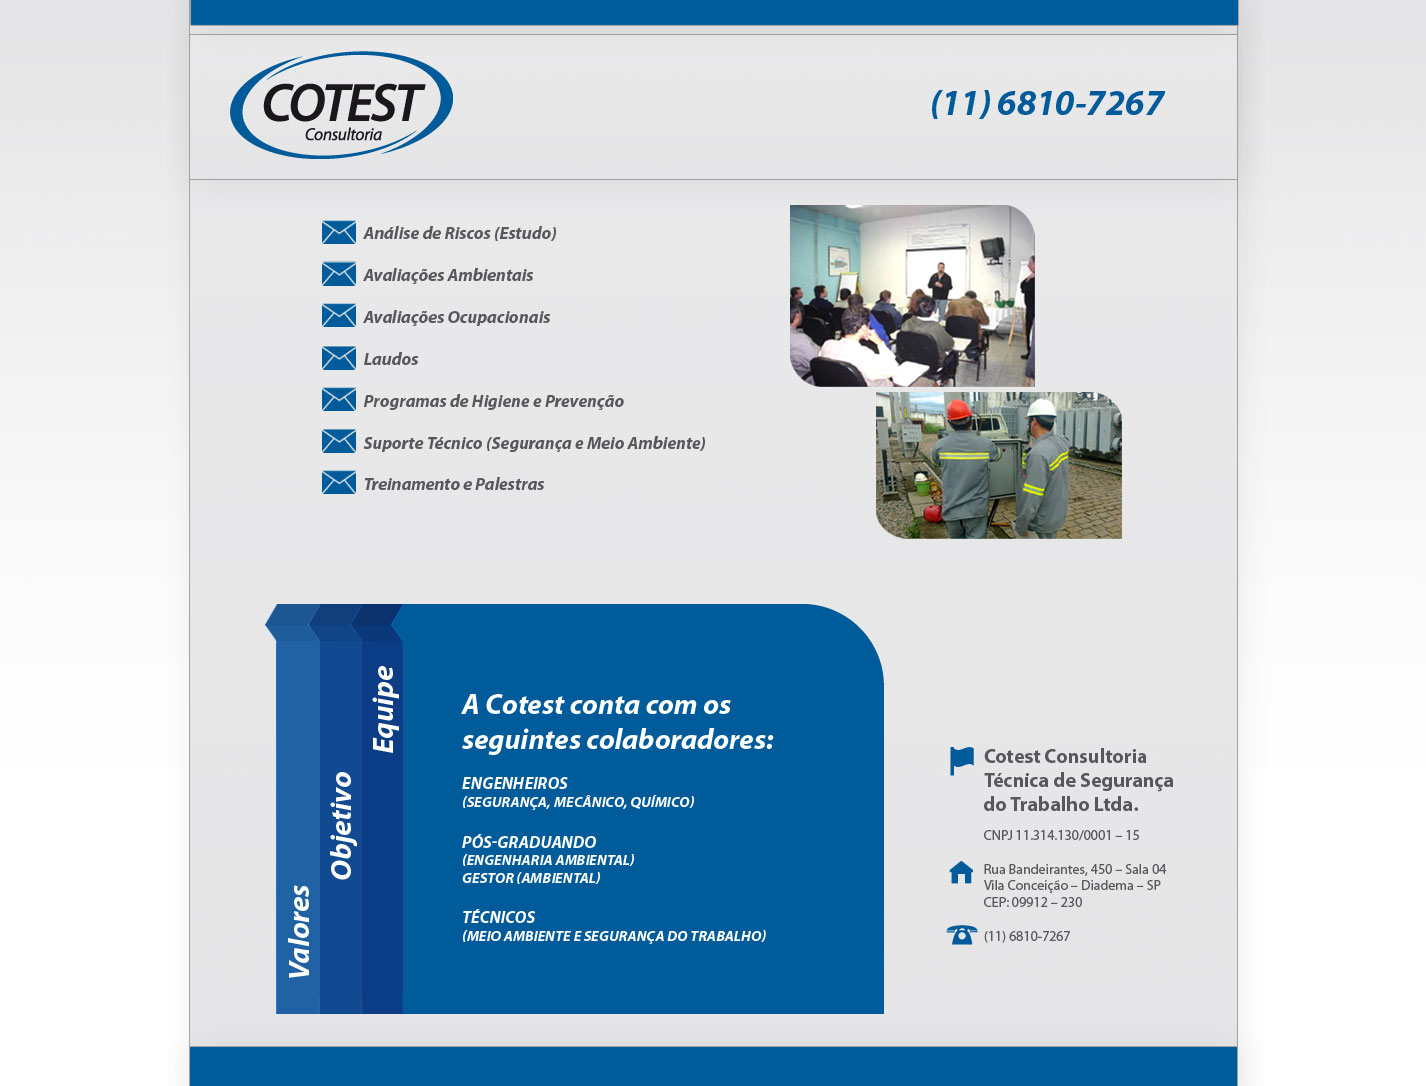 COTEST
Consultoria
(11) 6810-7267
Análise de Riscos (Estudo)
Avaliações Ambientais
Avaliações Ocupacionais
Laudos
Programas de Higiene e Prevenção
Suporte Técnico (Segurança e Meio Ambiente)
Treinamento e Palestras
Valores
Objetivo
Equipe
A Cotest conta com os
seguintes colaboradores:
ENGENHEIROS
(SEGURANÇA, MECÂNICO, QUÍMICO)
PÓS-GRADUANDO
(ENGENHARIA AMBIENTAL)
GESTOR (AMBIENTAL)
TÉCNICOS
(MEIO AMBIENTE E SEGURANÇA DO TRABALHO)
Cotest Consultoria
Técnica de Segurança
do Trabalho Ltda.
CNPJ 11.314.130/0001 – 15
Rua Bandeirantes, 450 – Sala 04
Vila Conceição – Diadema – SP
CEP: 09912 – 230
(11) 6810-7267